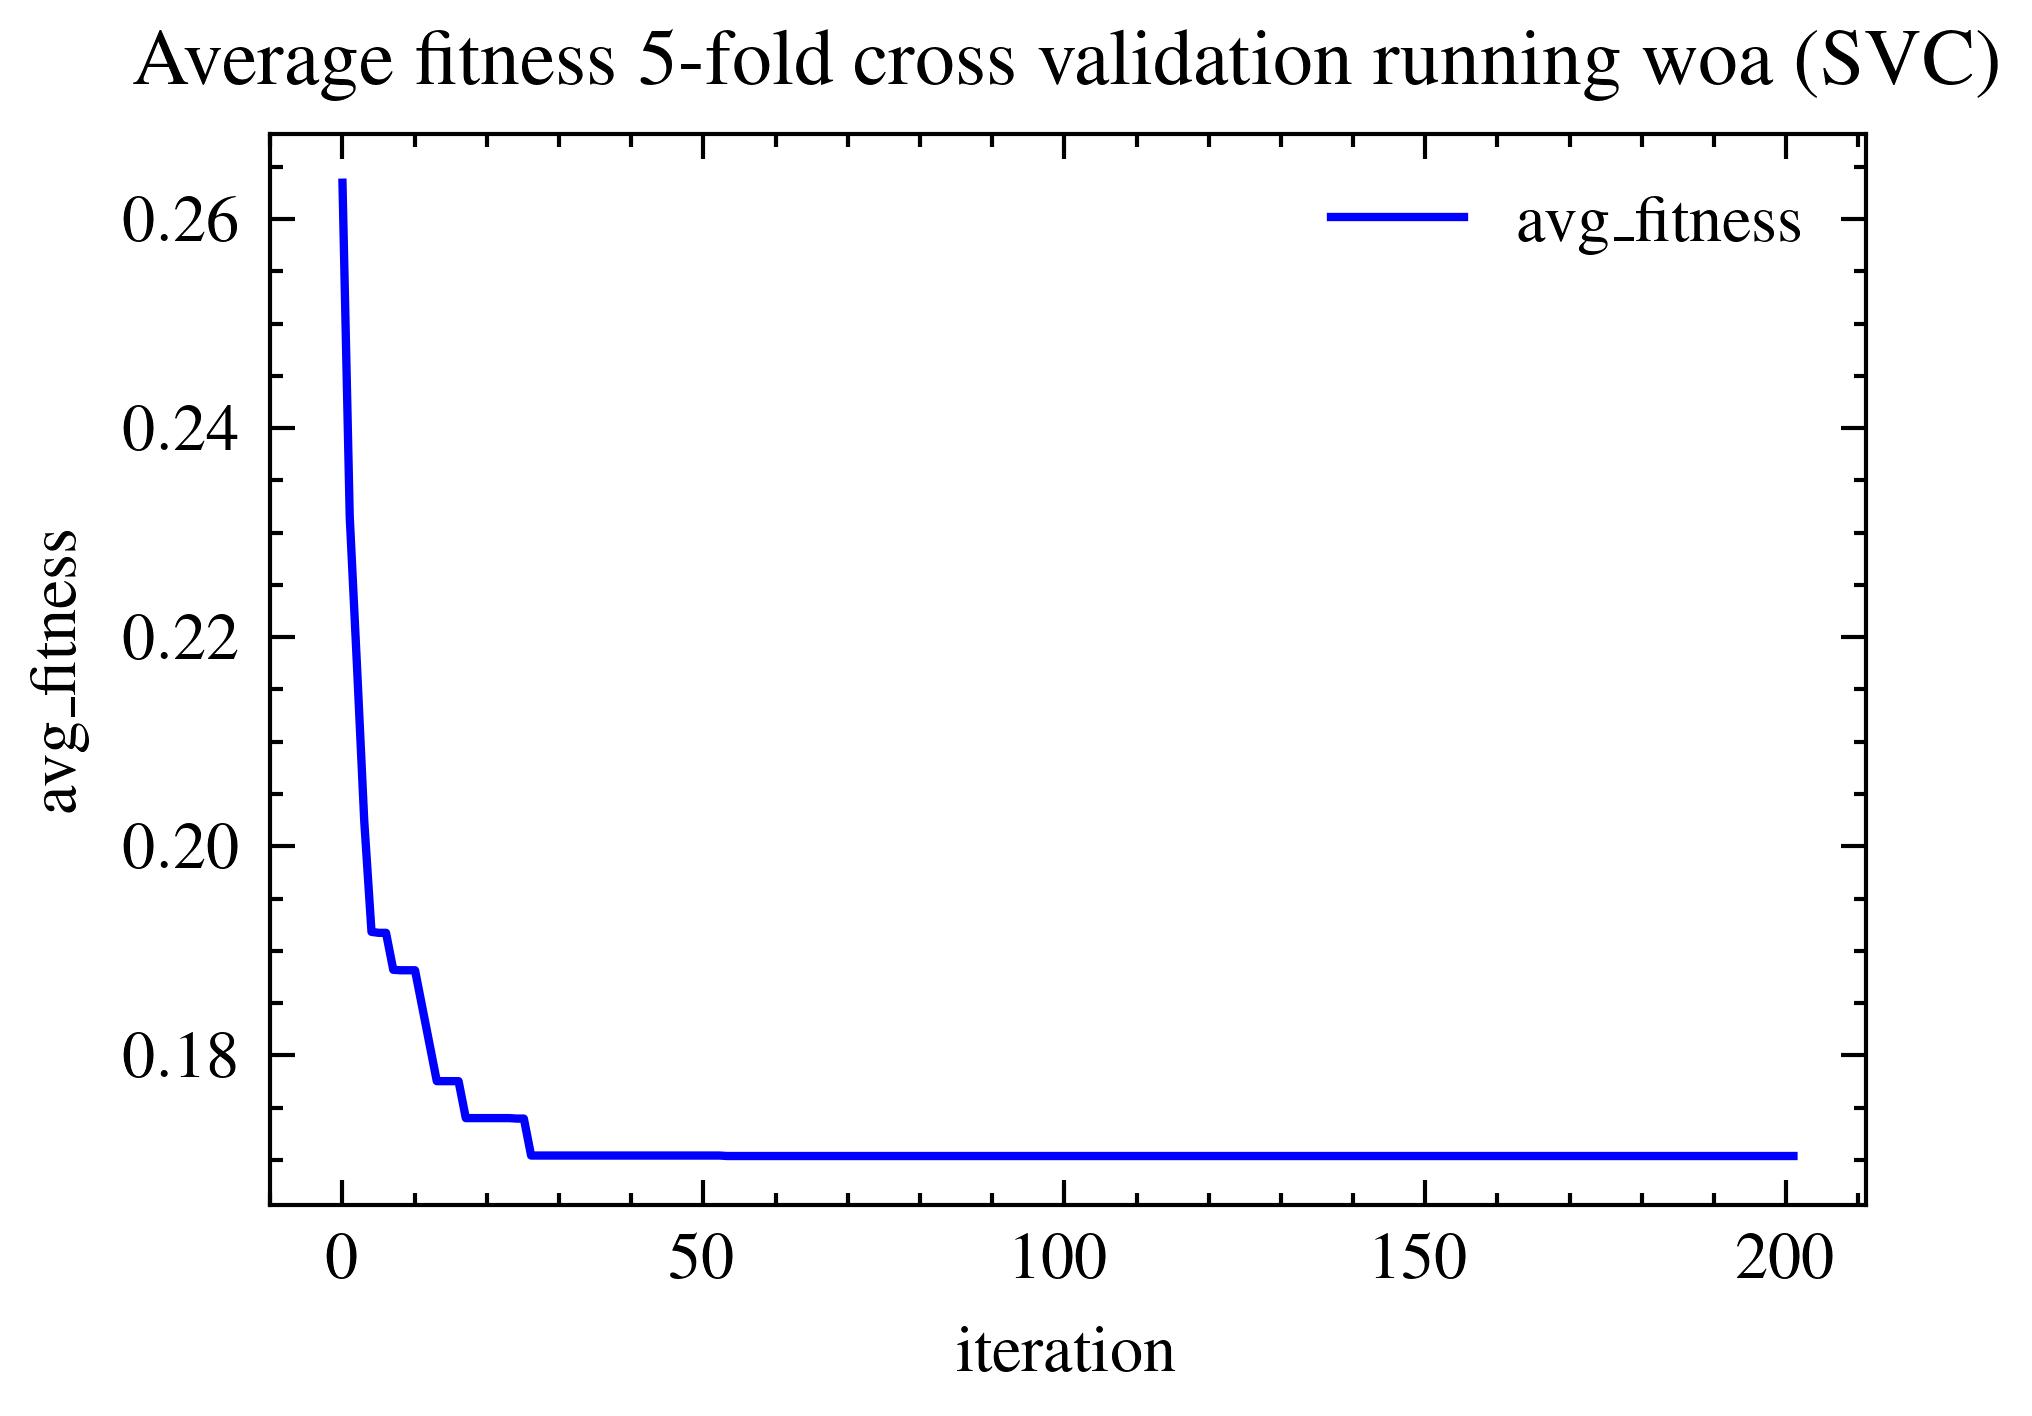 Average fitness 5-fold cross validation running woa (SVC)
avg_fitness
0.26
0.24
0.22
0.20
0.18
avg_fitness
0 50 100 150 200
iteration